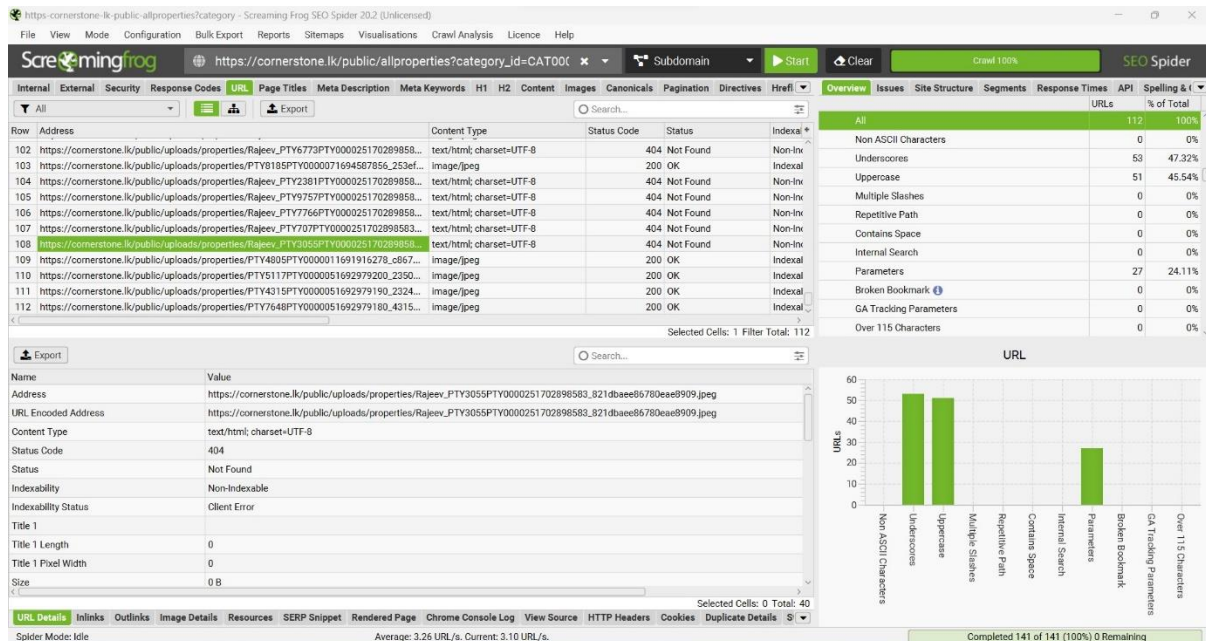 https-cornerstone-lk-public-allproperties?category - Screaming Frog SEO Spider 20.2 (Unlicensed)
File View Mode Configuration Bulk Export Reports Sitemaps Visualisations Crawl Analysis Licence Help
Screamingfrog https://cornerstone.lk/public/allproperties?category_id=CAT00( Subdomain Start Clear Crawl 100% SEO Spider
Internal External Security Response Codes URL Page Titles Meta Description Meta Keywords H1 H2 Content Images Canonicals Pagination Directives Hrefl
All Export Search...
Row Address Content Type Status Code Status Indexal
102 https://cornerstone.lk/public/uploads/properties/Rajeev_PTY6773PTY000025170289858... text/html; charset=UTF-8 404 Not Found Non-Inc
103 https://cornerstone.lk/public/uploads/properties/PTY8185PTY0000071694587856_253ef... image/jpeg 200 OK Indexal
104 https://cornerstone.lk/public/uploads/properties/Rajeev_PTY2381PTY000025170289858... text/html; charset=UTF-8 404 Not Found Non-Inc
105 https://cornerstone.lk/public/uploads/properties/Rajeev_PTY9757PTY000025170289858... text/html; charset=UTF-8 404 Not Found Non-Inc
106 https://cornerstone.lk/public/uploads/properties/Rajeev_PTY7766PTY000025170289858... text/html; charset=UTF-8 404 Not Found Non-Inc
107 https://cornerstone.lk/public/uploads/properties/Rajeev_PTY707PTY0000251702898583... text/html; charset=UTF-8 404 Not Found Non-Inc
108 https://cornerstone.lk/public/uploads/properties/Rajeev_PTY3055PTY000025170289858... text/html; charset=UTF-8 404 Not Found Non-Inc
109 https://cornerstone.lk/public/uploads/properties/PTY4805PTY0000011691916278_c867... image/jpeg 200 OK Indexal
110 https://cornerstone.lk/public/uploads/properties/PTY5117PTY0000051692979200_2350... image/jpeg 200 OK Indexal
111 https://cornerstone.lk/public/uploads/properties/PTY4315PTY0000051692979190_2324... image/jpeg 200 OK Indexal
112 https://cornerstone.lk/public/uploads/properties/PTY7648PTY0000051692979180_4315... image/jpeg 200 OK Indexal
Selected Cells: 1 Filter Total: 112
Export Search...
Name Value
Address https://cornerstone.lk/public/uploads/properties/Rajeev_PTY3055PTY0000251702898583_821dbaee86780eae8909.jpeg
URL Encoded Address https://cornerstone.lk/public/uploads/properties/Rajeev_PTY3055PTY0000251702898583_821dbaee86780eae8909.jpeg
Content Type text/html; charset=UTF-8
Status Code 404
Status Not Found
Indexability Non-Indexable
Indexability Status Client Error
Title 1
Title 1 Length 0
Title 1 Pixel Width 0
Size 0 B
Selected Cells: 0 Total: 40
URL Details Inlinks Outlinks Image Details Resources SERP Snippet Rendered Page Chrome Console Log View Source HTTP Headers Cookies Duplicate Details
Overview Issues Site Structure Segments Response Times API Spelling & (
URLs % of Total
All 112 100%
Non ASCII Characters 0 0%
Underscores 53 47.32%
Uppercase 51 45.54%
Multiple Slashes 0 0%
Repetitive Path 0 0%
Contains Space 0 0%
Internal Search 0 0%
Parameters 27 24.11%
Broken Bookmark 0 0%
GA Tracking Parameters 0 0%
Over 115 Characters 0 0%
URL
URLs
60
50
40
30
20
10
0
Non ASCII Characters
Underscores
Uppercase
Multiple Slashes
Repetitive Path
Contains Space
Internal Search
Parameters
Broken Bookmark
GA Tracking Parameters
Over 115 Characters
Spider Mode: Idle Average: 3.26 URL/s. Current: 3.10 URL/s. Completed 141 of 141 (100%) 0 Remaining